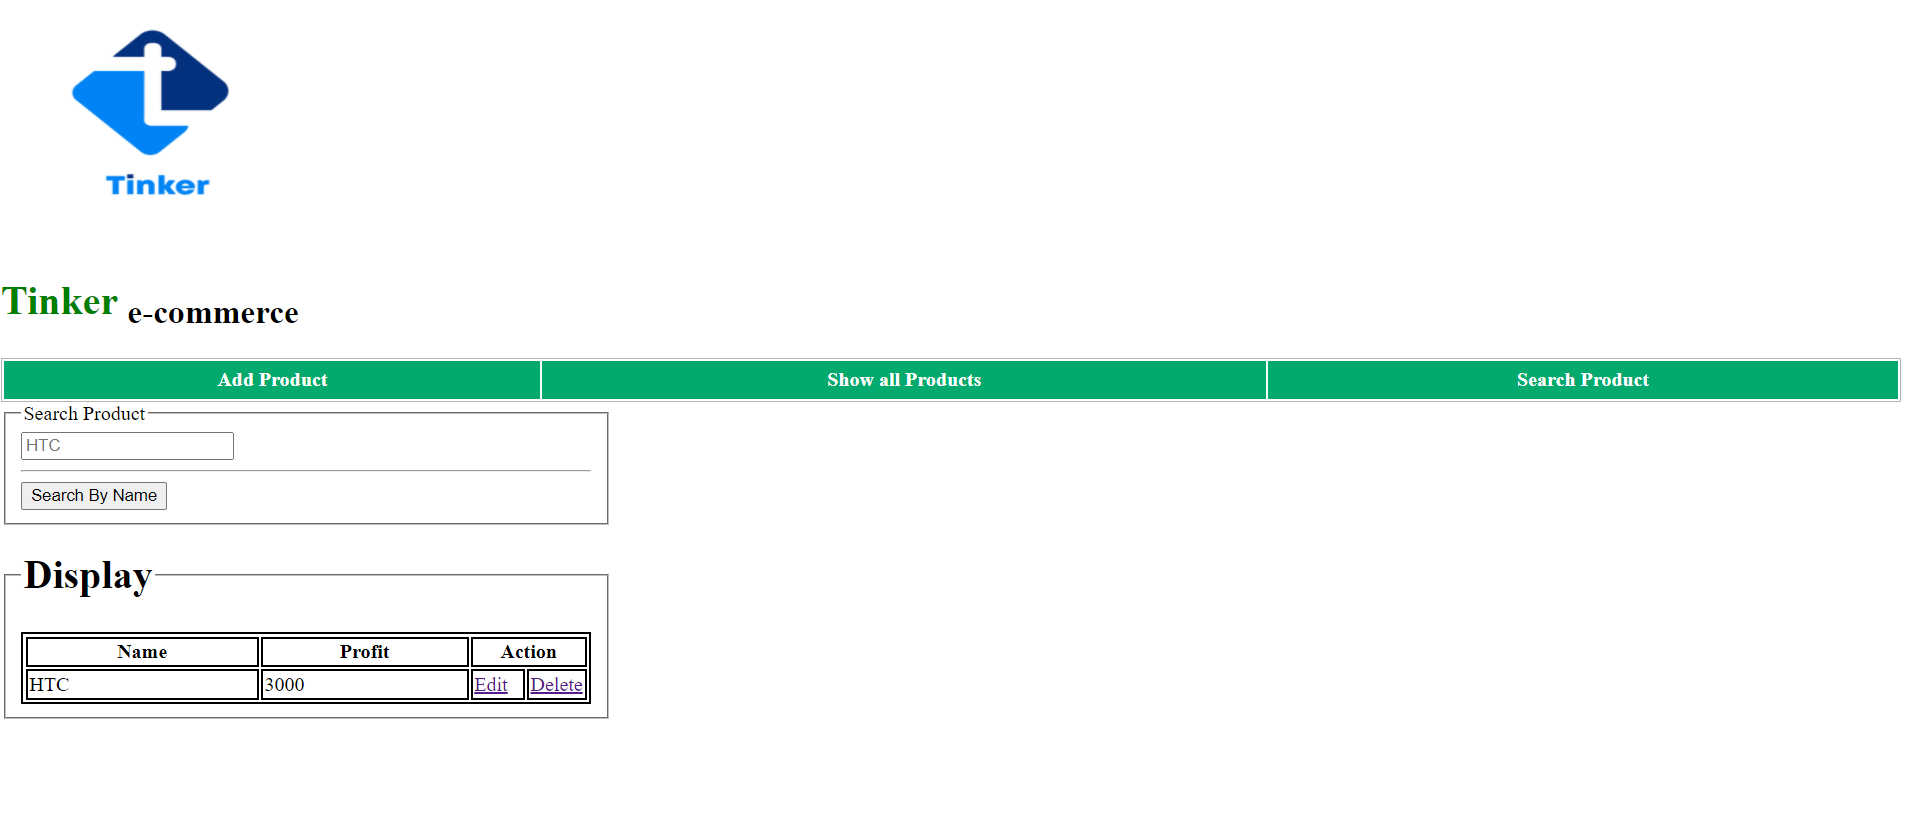 t
Tinker
Tinker e-commerce
Add Product Show all Products Search Product
Search Product
HTC
Search By Name
Display
Name Profit Action
HTC 3000 Edit Delete